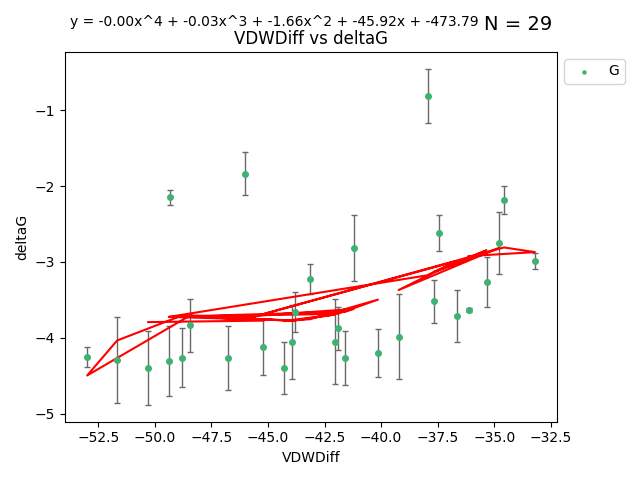 y = -0.00x^4 + -0.03x^3 + -1.66x^2 + -45.92x + -473.79 N = 29
VDWDiff vs deltaG
G
−1
−2
−3
−4
−5
deltaG
−52.5 −50.0 −47.5 −45.0 −42.5 −40.0 −37.5 −35.0 −32.5
VDWDiff